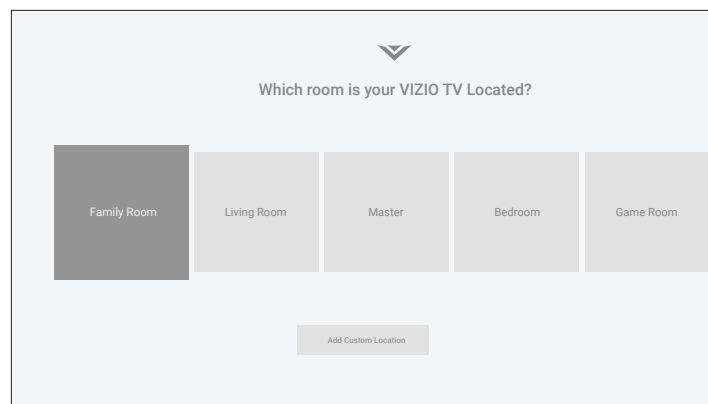 Which room is your VIZIO TV Located?
Family Room
Living Room
Master
Bedroom
Game Room
Add Custom Location